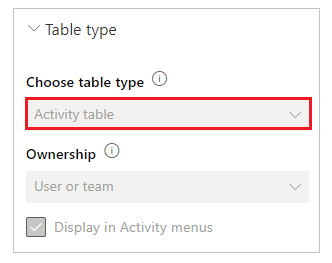 Table type
Choose table type
Activity table
Ownership
User or team
Display in Activity menus